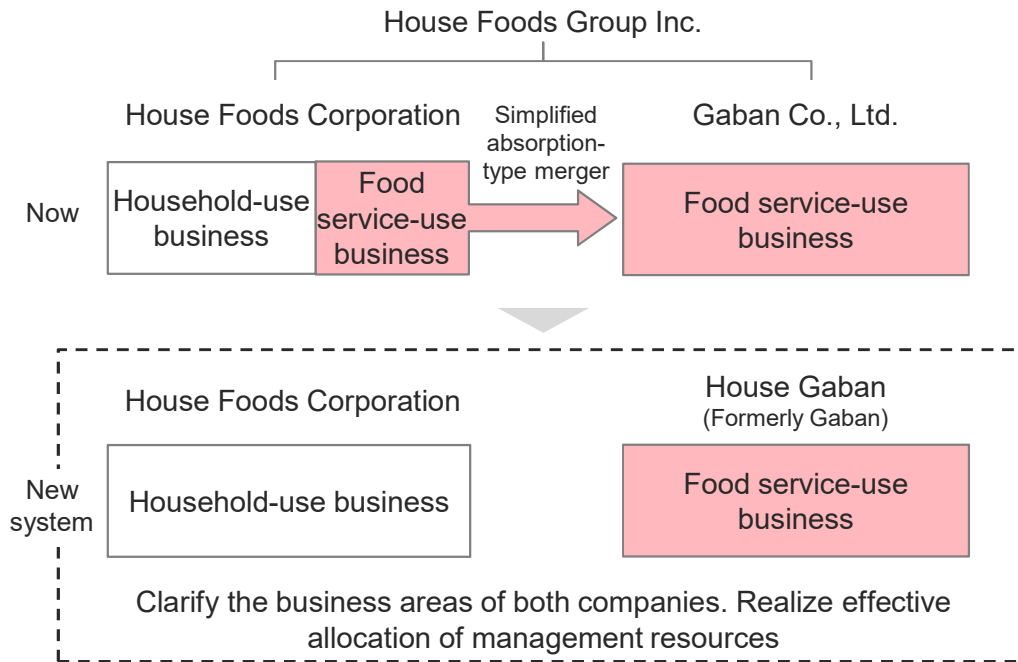 House Foods Group Inc.
House Foods Corporation
Simplified
absorption-
type merger
Gaban Co., Ltd.
Now
Household-use
business
Food
service-use
business
Food service-use
business
House Foods Corporation
House Gaban
(Formerly Gaban)
New
system
Household-use business
Food service-use
business
Clarify the business areas of both companies. Realize effective
allocation of management resources